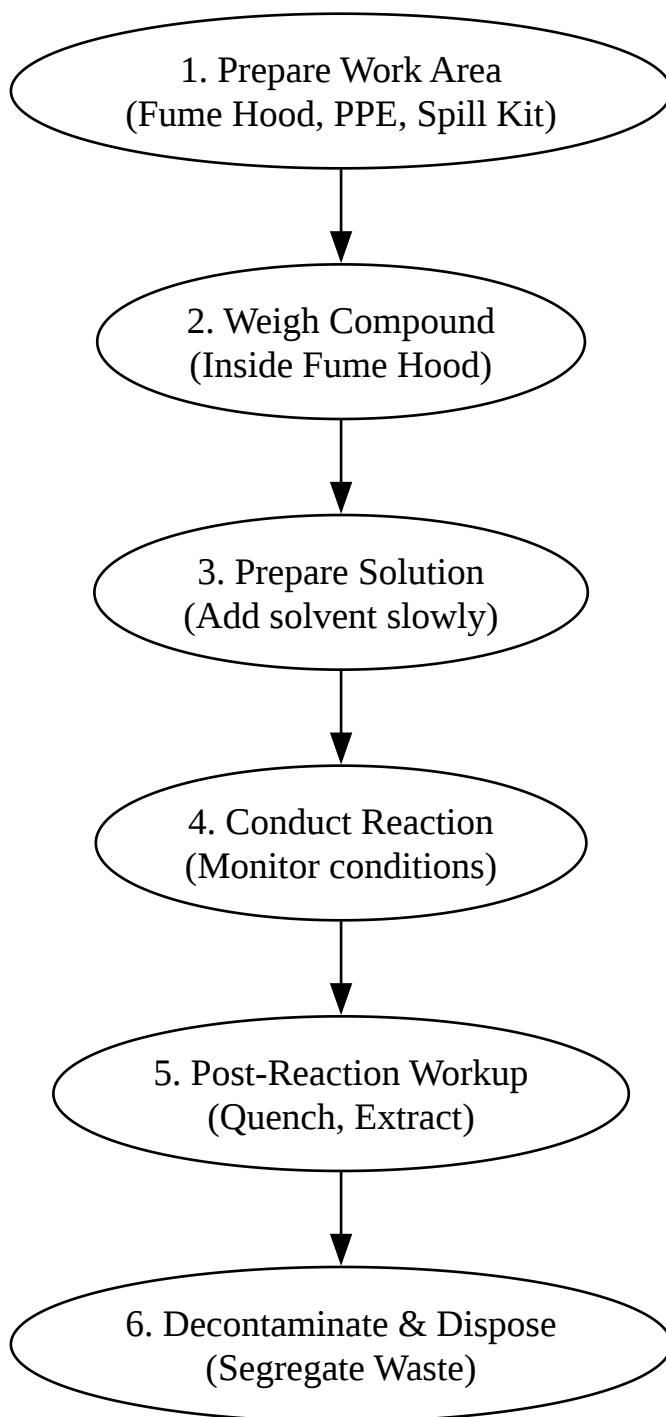 1. Prepare Work Area
(Fume Hood, PPE, Spill Kit)
2. Weigh Compound
(Inside Fume Hood)
3. Prepare Solution
(Add solvent slowly)
4. Conduct Reaction
(Monitor conditions)
5. Post-Reaction Workup
(Quench, Extract)
6. Decontaminate & Dispose
(Segregate Waste)